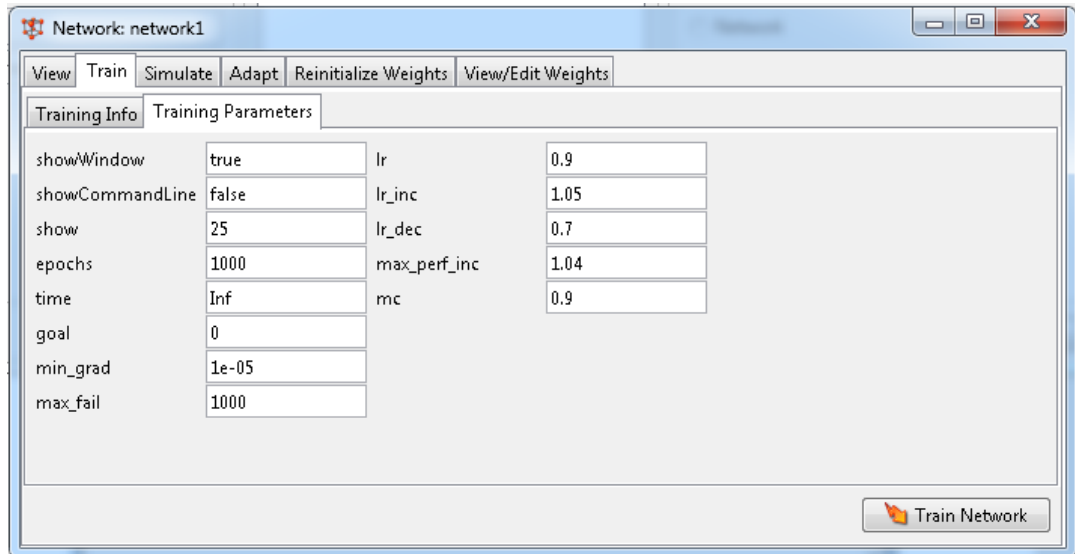 Network: network1
View Train Simulate Adapt Reinitialize Weights View/Edit Weights
Training Info Training Parameters
showWindow true lr 0.9
showCommandLine false lr_inc 1.05
show 25 lr_dec 0.7
epochs 1000 max_perf_inc 1.04
time Inf mc 0.9
goal 0
min_grad 1e-05
max_fail 1000
Train Network